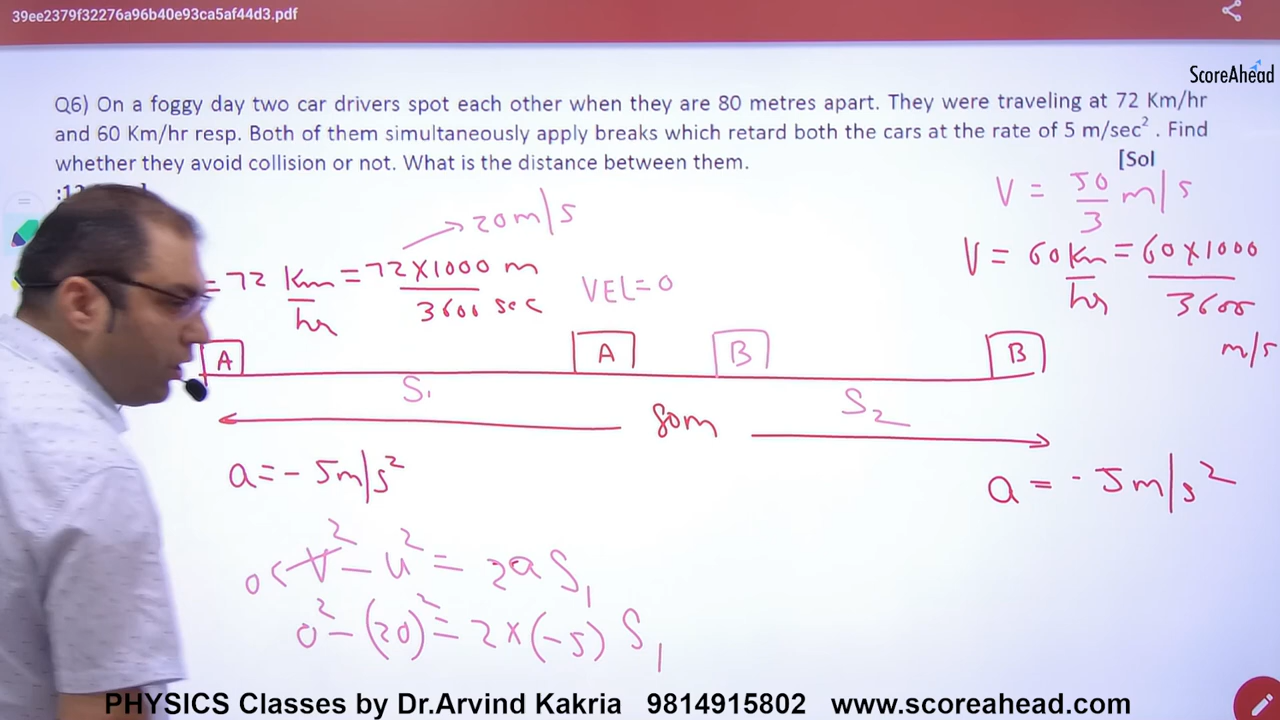 39ee2379f32276a96b40e93ca5af44d3.pdf
ScoreAhead
Q6) On a foggy day two car drivers spot each other when they are 80 metres apart. They were traveling at 72 Km/hr
and 60 Km/hr resp. Both of them simultaneously apply breaks which retard both the cars at the rate of 5 m/sec². Find
whether they avoid collision or not. What is the distance between them. [Sol
V = 50/3 m/s
→ 20 m/s
= 72 Km/hr = 72×1000 m / 3600 sec
VEL=0
V = 60 Km/hr = 60×1000 / 3600 m/s
A A B B
S₁ S₂
80m
a = - 5m/s²
a = - 5m/s²
0< V² - u² = 2a S₁
0² - (20)² = 2×(-5) S₁
PHYSICS Classes by Dr.Arvind Kakria 9814915802 www.scoreahead.com